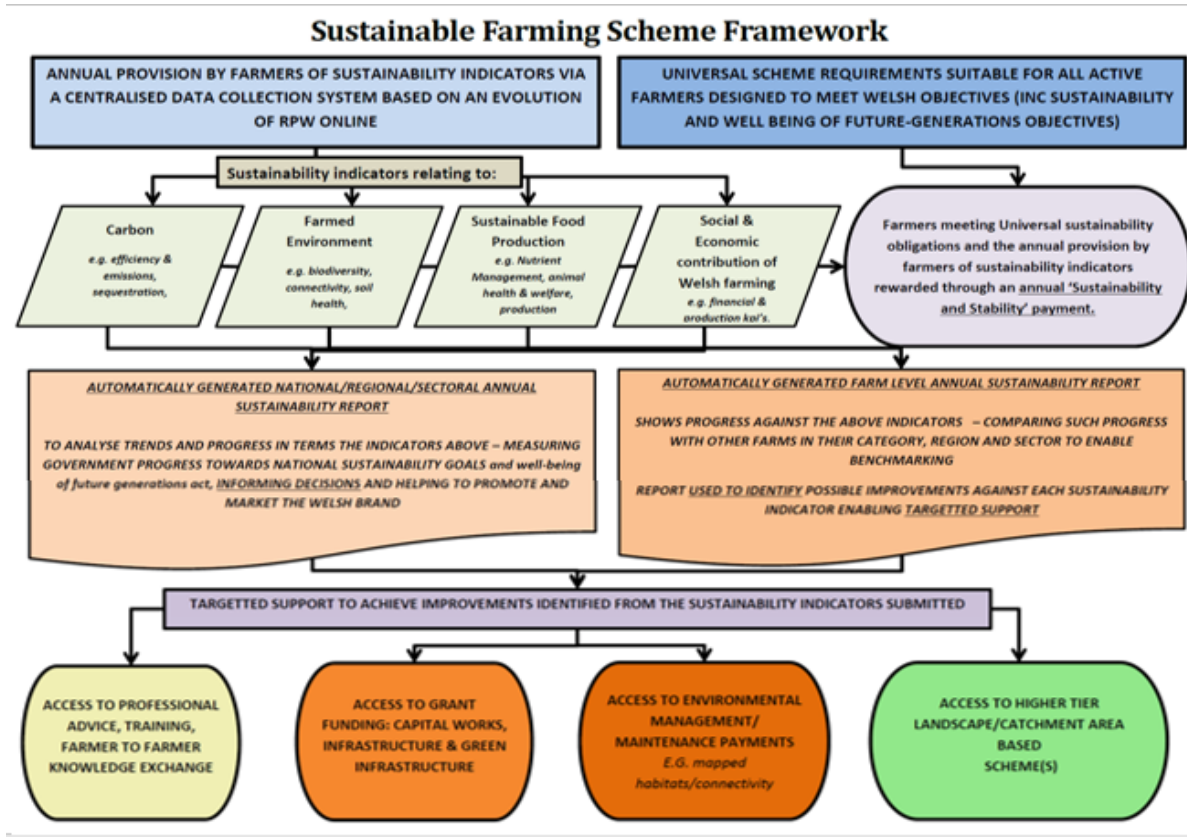 Sustainable Farming Scheme Framework
ANNUAL PROVISION BY FARMERS OF SUSTAINABILITY INDICATORS VIA
A CENTRALISED DATA COLLECTION SYSTEM BASED ON AN EVOLUTION
OF RPW ONLINE
UNIVERSAL SCHEME REQUIREMENTS SUITABLE FOR ALL ACTIVE
FARMERS DESIGNED TO MEET WELSH OBJECTIVES (INC SUSTAINABILITY
AND WELL BEING OF FUTURE-GENERATIONS OBJECTIVES)
Sustainability indicators relating to:
Carbon
e.g. efficiency &
emissions,
sequestration,
Farmed
Environment
e.g. biodiversity,
connectivity, soil
health,
Sustainable Food
Production
e.g. Nutrient
Management, animal
health & welfare,
production
Social &
Economic
contribution of
Welsh farming
e.g. financial &
production kpi's.
Farmers meeting Universal sustainability
obligations and the annual provision by
farmers of sustainability indicators
rewarded through an annual 'Sustainability
and Stability' payment.
AUTOMATICALLY GENERATED NATIONAL/REGIONAL/SECTORAL ANNUAL
SUSTAINABILITY REPORT
TO ANALYSE TRENDS AND PROGRESS IN TERMS THE INDICATORS ABOVE – MEASURING
GOVERNMENT PROGRESS TOWARDS NATIONAL SUSTAINABILITY GOALS and well-being
of future generations act, INFORMING DECISIONS AND HELPING TO PROMOTE AND
MARKET THE WELSH BRAND
AUTOMATICALLY GENERATED FARM LEVEL ANNUAL SUSTAINABILITY REPORT
SHOWS PROGRESS AGAINST THE ABOVE INDICATORS – COMPARING SUCH PROGRESS
WITH OTHER FARMS IN THEIR CATEGORY, REGION AND SECTOR TO ENABLE
BENCHMARKING
REPORT USED TO IDENTIFY POSSIBLE IMPROVEMENTS AGAINST EACH SUSTAINABILITY
INDICATOR ENABLING TARGETTED SUPPORT
TARGETTED SUPPORT TO ACHIEVE IMPROVEMENTS IDENTIFIED FROM THE SUSTAINABILITY INDICATORS SUBMITTED
ACCESS TO PROFESSIONAL
ADVICE, TRAINING,
FARMER TO FARMER
KNOWLEDGE EXCHANGE
ACCESS TO GRANT
FUNDING: CAPITAL WORKS,
INFRASTRUCTURE & GREEN
INFRASTRUCTURE
ACCESS TO ENVIRONMENTAL
MANAGEMENT/
MAINTENANCE PAYMENTS
E.G. mapped
habitats/connectivity
ACCESS TO HIGHER TIER
LANDSCAPE/CATCHMENT AREA
BASED
SCHEME(S)